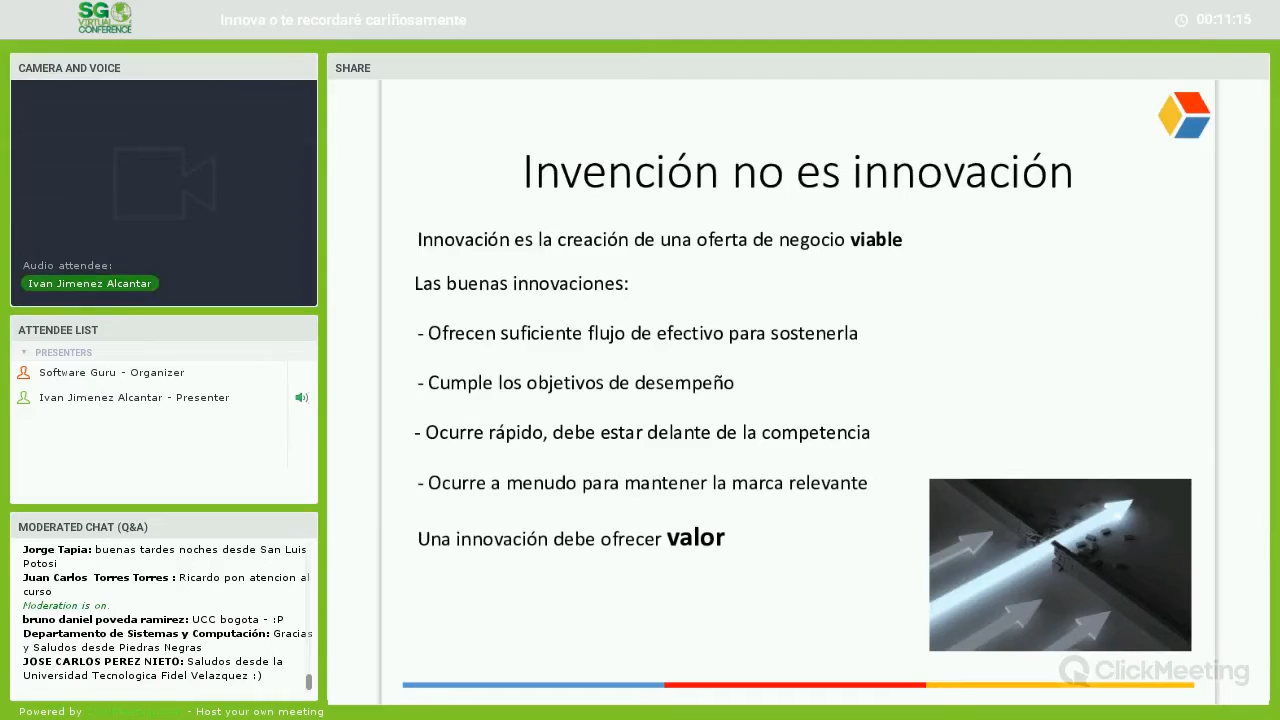 SG
VIRTUAL
CONFERENCE
Innova o te recordaré cariñosamente
00:11:15
CAMERA AND VOICE
Audio attendee:
Ivan Jimenez Alcantar
ATTENDEE LIST
PRESENTERS
Software Guru - Organizer
Ivan Jimenez Alcantar - Presenter
MODERATED CHAT (Q&A)
Jorge Tapia: buenas tardes noches desde San Luis
Potosi
Juan Carlos Torres Torres : Ricardo pon atencion al
curso
Moderation is on.
bruno daniel poveda ramirez: UCC bogota - :P
Departamento de Sistemas y Computación: Gracias
y Saludos desde Piedras Negras
JOSE CARLOS PEREZ NIETO: Saludos desde la
Universidad Tecnologica Fidel Velazquez :)
Powered by - Host your own meeting
SHARE
Invención no es innovación
Innovación es la creación de una oferta de negocio viable
Las buenas innovaciones:
- Ofrecen suficiente flujo de efectivo para sostenerla
- Cumple los objetivos de desempeño
- Ocurre rápido, debe estar delante de la competencia
- Ocurre a menudo para mantener la marca relevante
Una innovación debe ofrecer valor
ClickMeeting